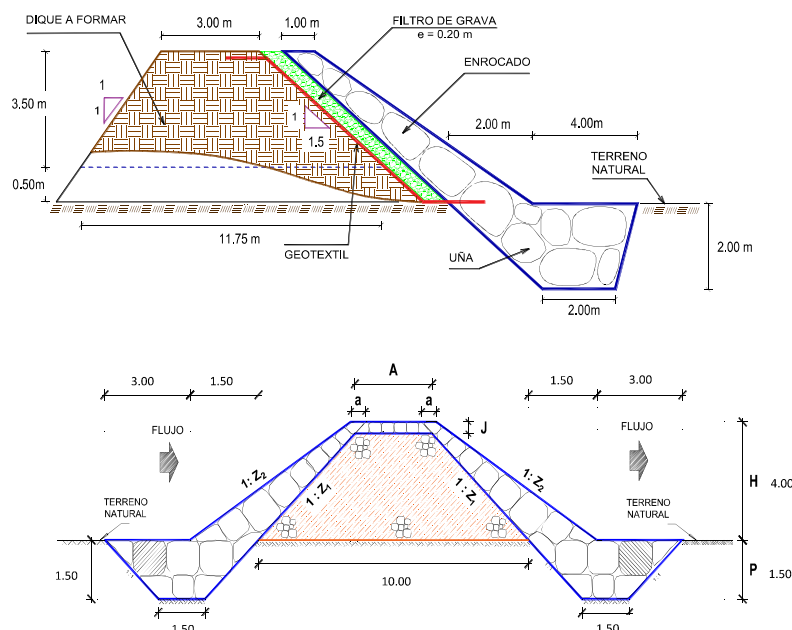 DIQUE A FORMAR
3.00 m
1.00 m
FILTRO DE GRAVA
e = 0.20 m
ENROCADO
1
1
3.50 m
1
1.5
2.00 m
4.00m
TERRENO
NATURAL
0.50m
11.75 m
GEOTEXTIL
UÑA
2.00 m
2.00m
3.00
1.50
A
1.50
3.00
a
a
J
FLUJO
FLUJO
1: Z2
1: Z1
1: Z1
1: Z2
H
4.00
TERRENO
NATURAL
TERRENO
NATURAL
1.50
P
1.50
10.00
1.50
1.50